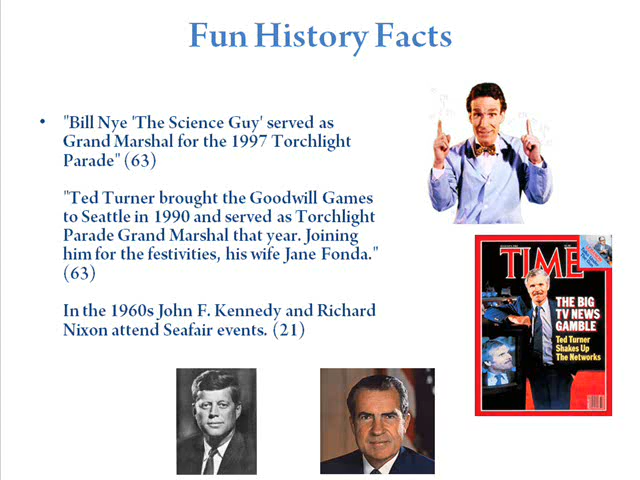 Fun History Facts
• "Bill Nye 'The Science Guy' served as
Grand Marshal for the 1997 Torchlight
Parade" (63)
"Ted Turner brought the Goodwill Games
to Seattle in 1990 and served as Torchlight
Parade Grand Marshal that year. Joining
him for the festivities, his wife Jane Fonda."
(63)
In the 1960s John F. Kennedy and Richard
Nixon attend Seafair events. (21)
TIME
THE BIG
TV NEWS
GAMBLE
Ted Turner
Shakes Up
The Networks